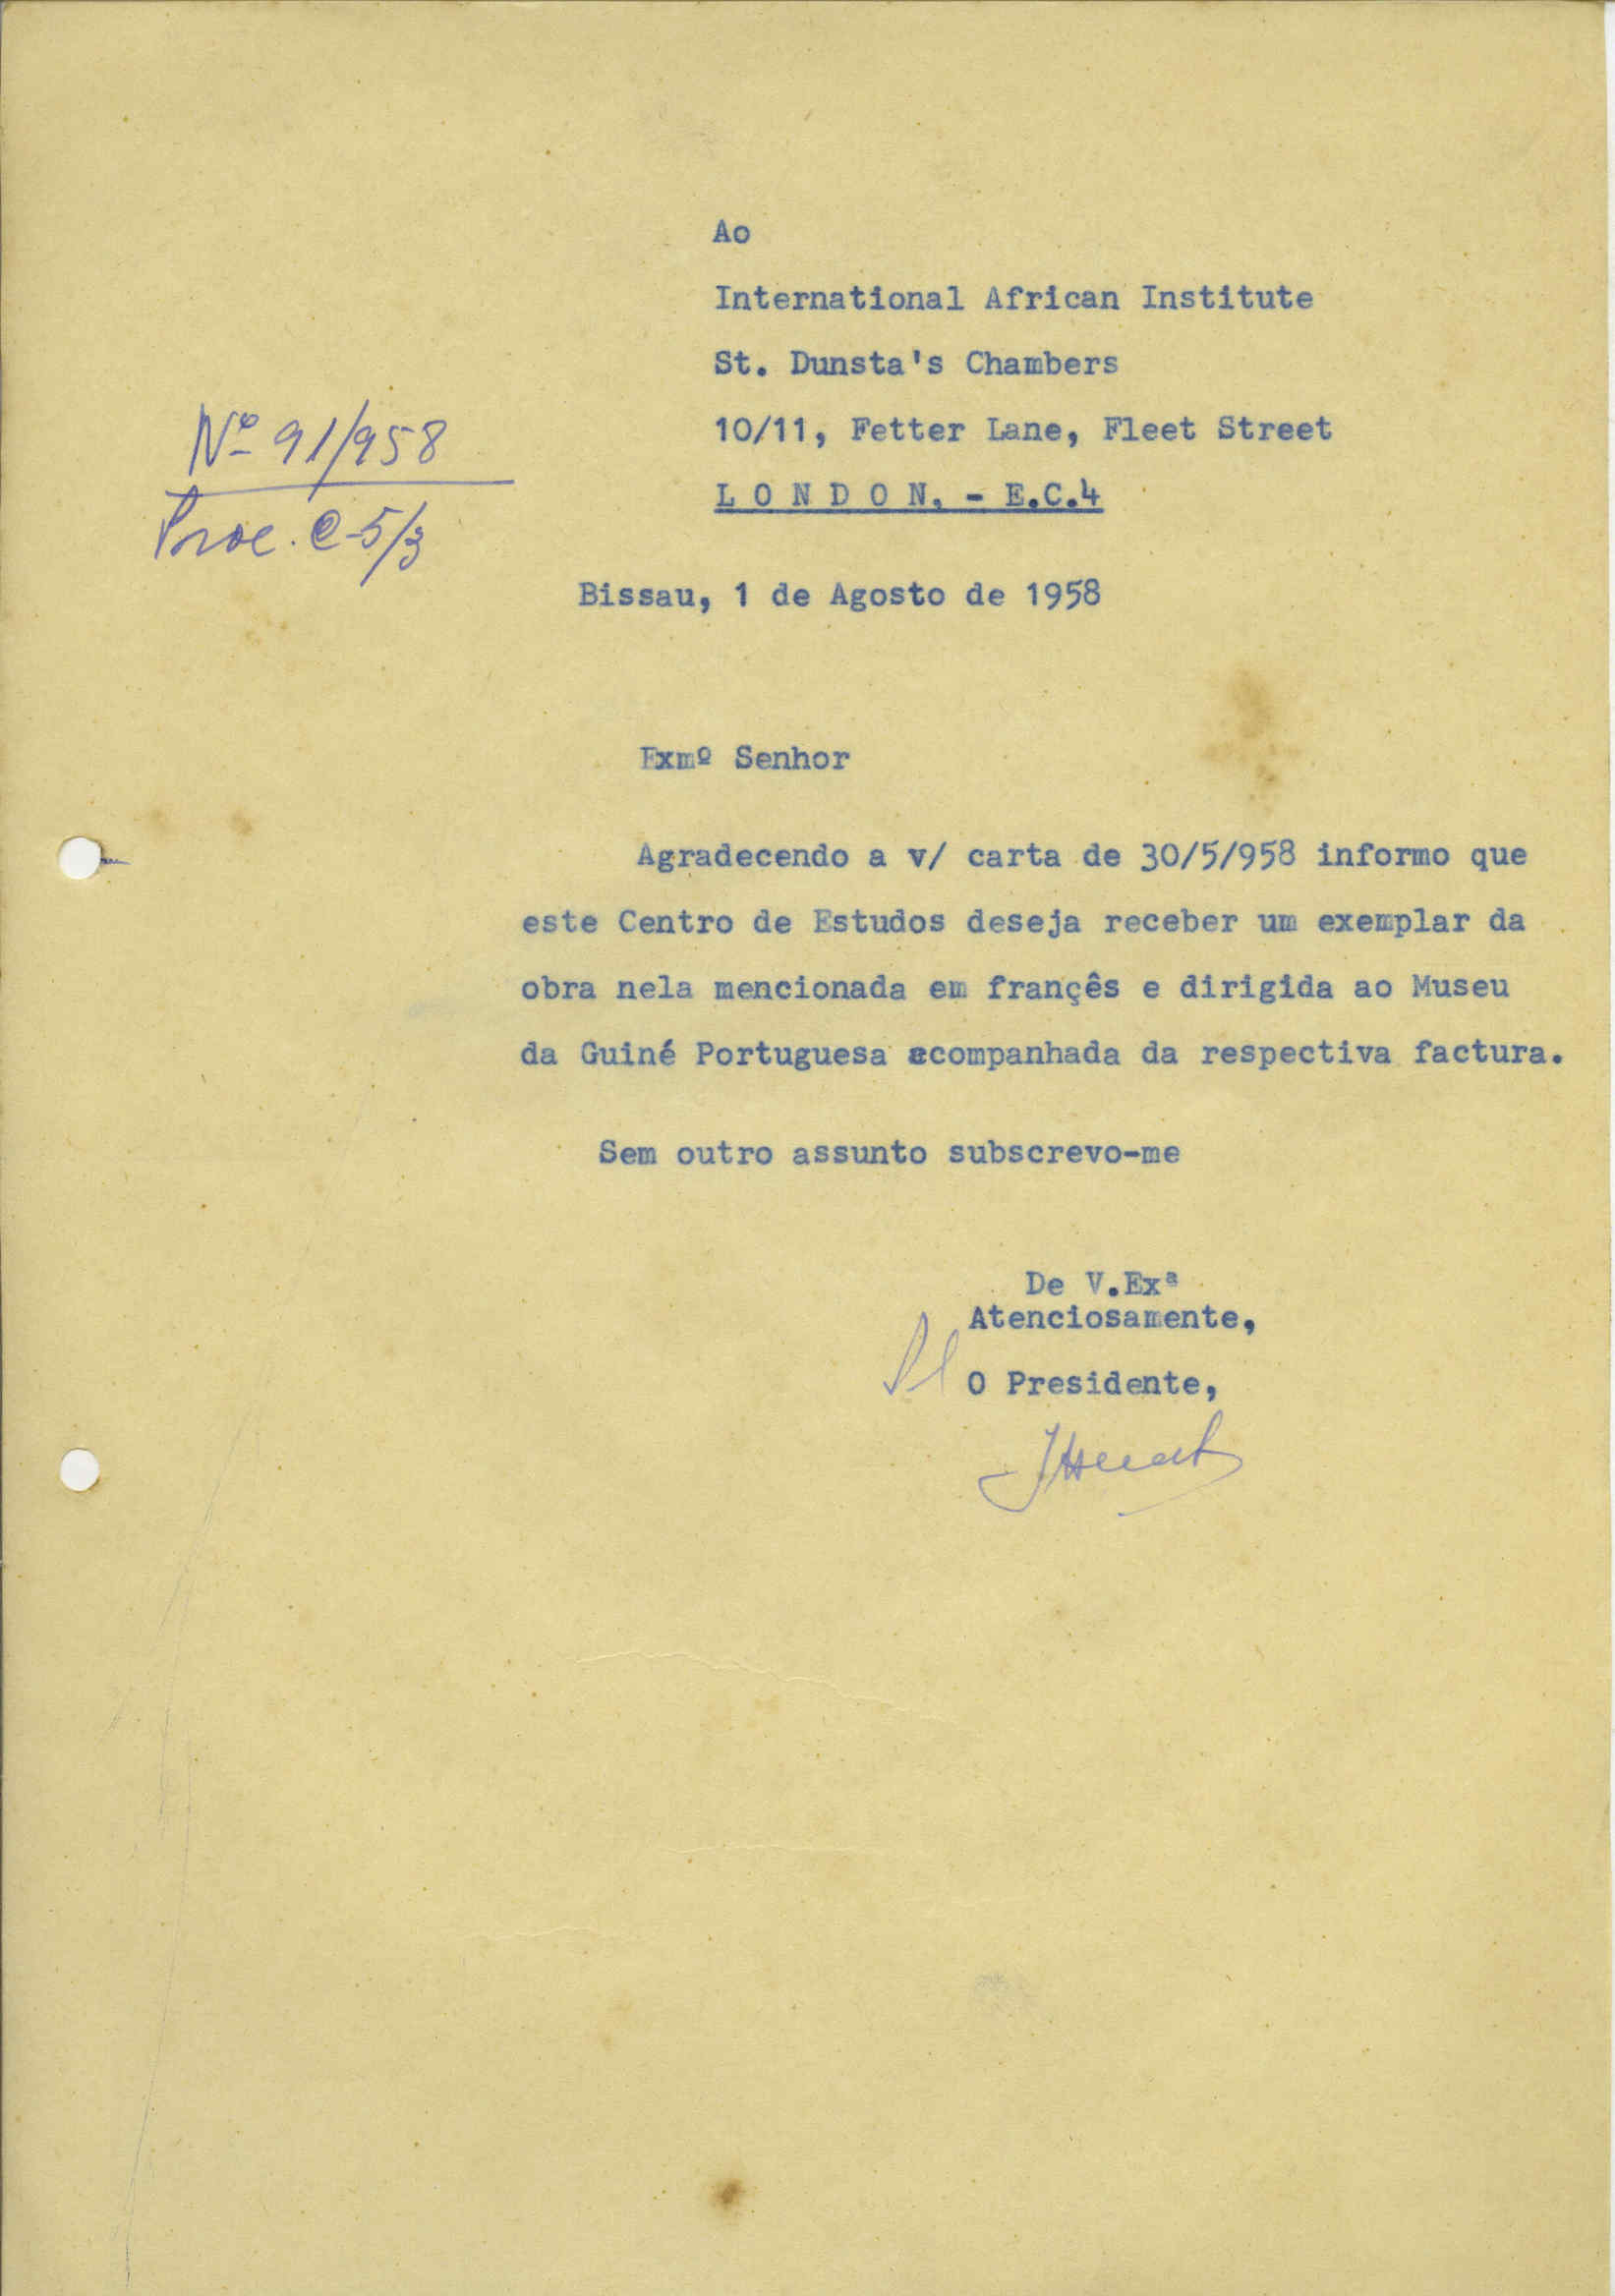 Ao
International African Institute
St. Dunsta's Chambers
10/11, Fetter Lane, Fleet Street
L O N D O N. - E.C.4
Nº 91/958
Proc. C-5/3
Bissau, 1 de Agosto de 1958
Exmº Senhor
Agradecendo a v/ carta de 30/5/958 informo que
este Centro de Estudos deseja receber um exemplar da
obra nela mencionada em françês e dirigida ao Museu
da Guiné Portuguesa acompanhada da respectiva factura.
Sem outro assunto subscrevo-me
De V.Exª
Atenciosamente,
O Presidente,